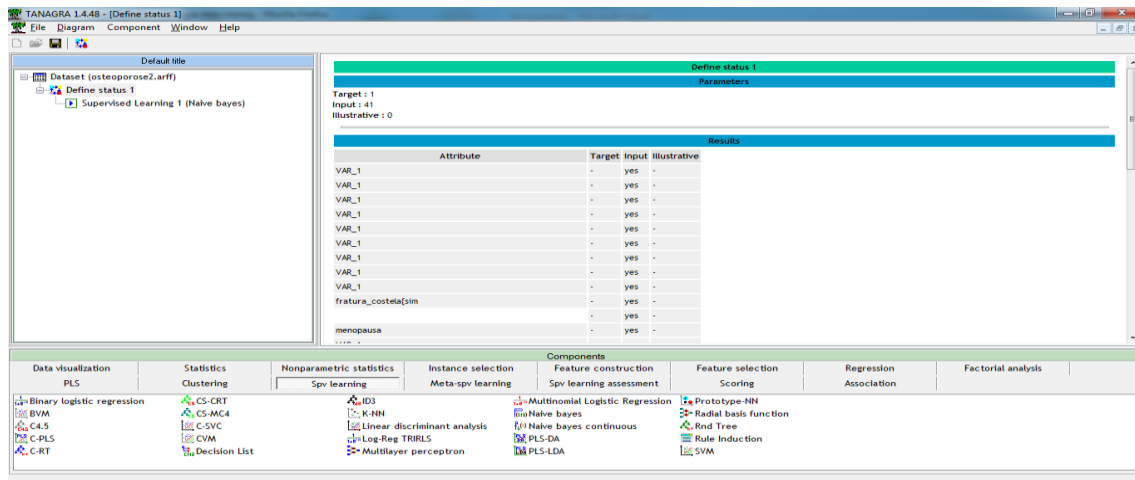 TANAGRA 1.4.48 - [Define status 1]
File Diagram Component Window Help
Default title
Dataset (osteoporose2.arff)
Define status 1
Supervised Learning 1 (Naive bayes)
Define status 1
Parameters
Target : 1
Input : 41
Illustrative : 0
Results
Attribute Target Input Illustrative
VAR_1 - yes -
VAR_1 - yes -
VAR_1 - yes -
VAR_1 - yes -
VAR_1 - yes -
VAR_1 - yes -
VAR_1 - yes -
VAR_1 - yes -
VAR_1 - yes -
fratura_costela{sim - yes -
- yes -
menopausa - yes -
Components
Data visualization Statistics Nonparametric statistics Instance selection Feature construction Feature selection Regression Factorial analysis
PLS Clustering Spv learning Meta-spv learning Spv learning assessment Scoring Association
Binary logistic regression CS-CRT ID3 Multinomial Logistic Regression Prototype-NN
BVM CS-MC4 K-NN Naive bayes Radial basis function
C4.5 C-SVC Linear discriminant analysis Naive bayes continuous Rnd Tree
C-PLS CVM Log-Reg TRIRLS PLS-DA Rule Induction
C-RT Decision List Multilayer perceptron PLS-LDA SVM